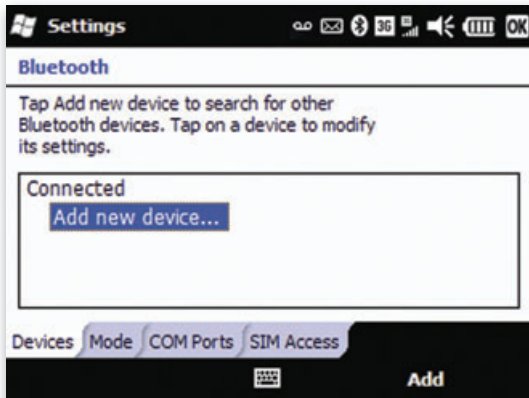 Settings
3G
OK
Bluetooth
Tap Add new device to search for other
Bluetooth devices. Tap on a device to modify
its settings.
Connected
Add new device...
Devices Mode COM Ports SIM Access
Add